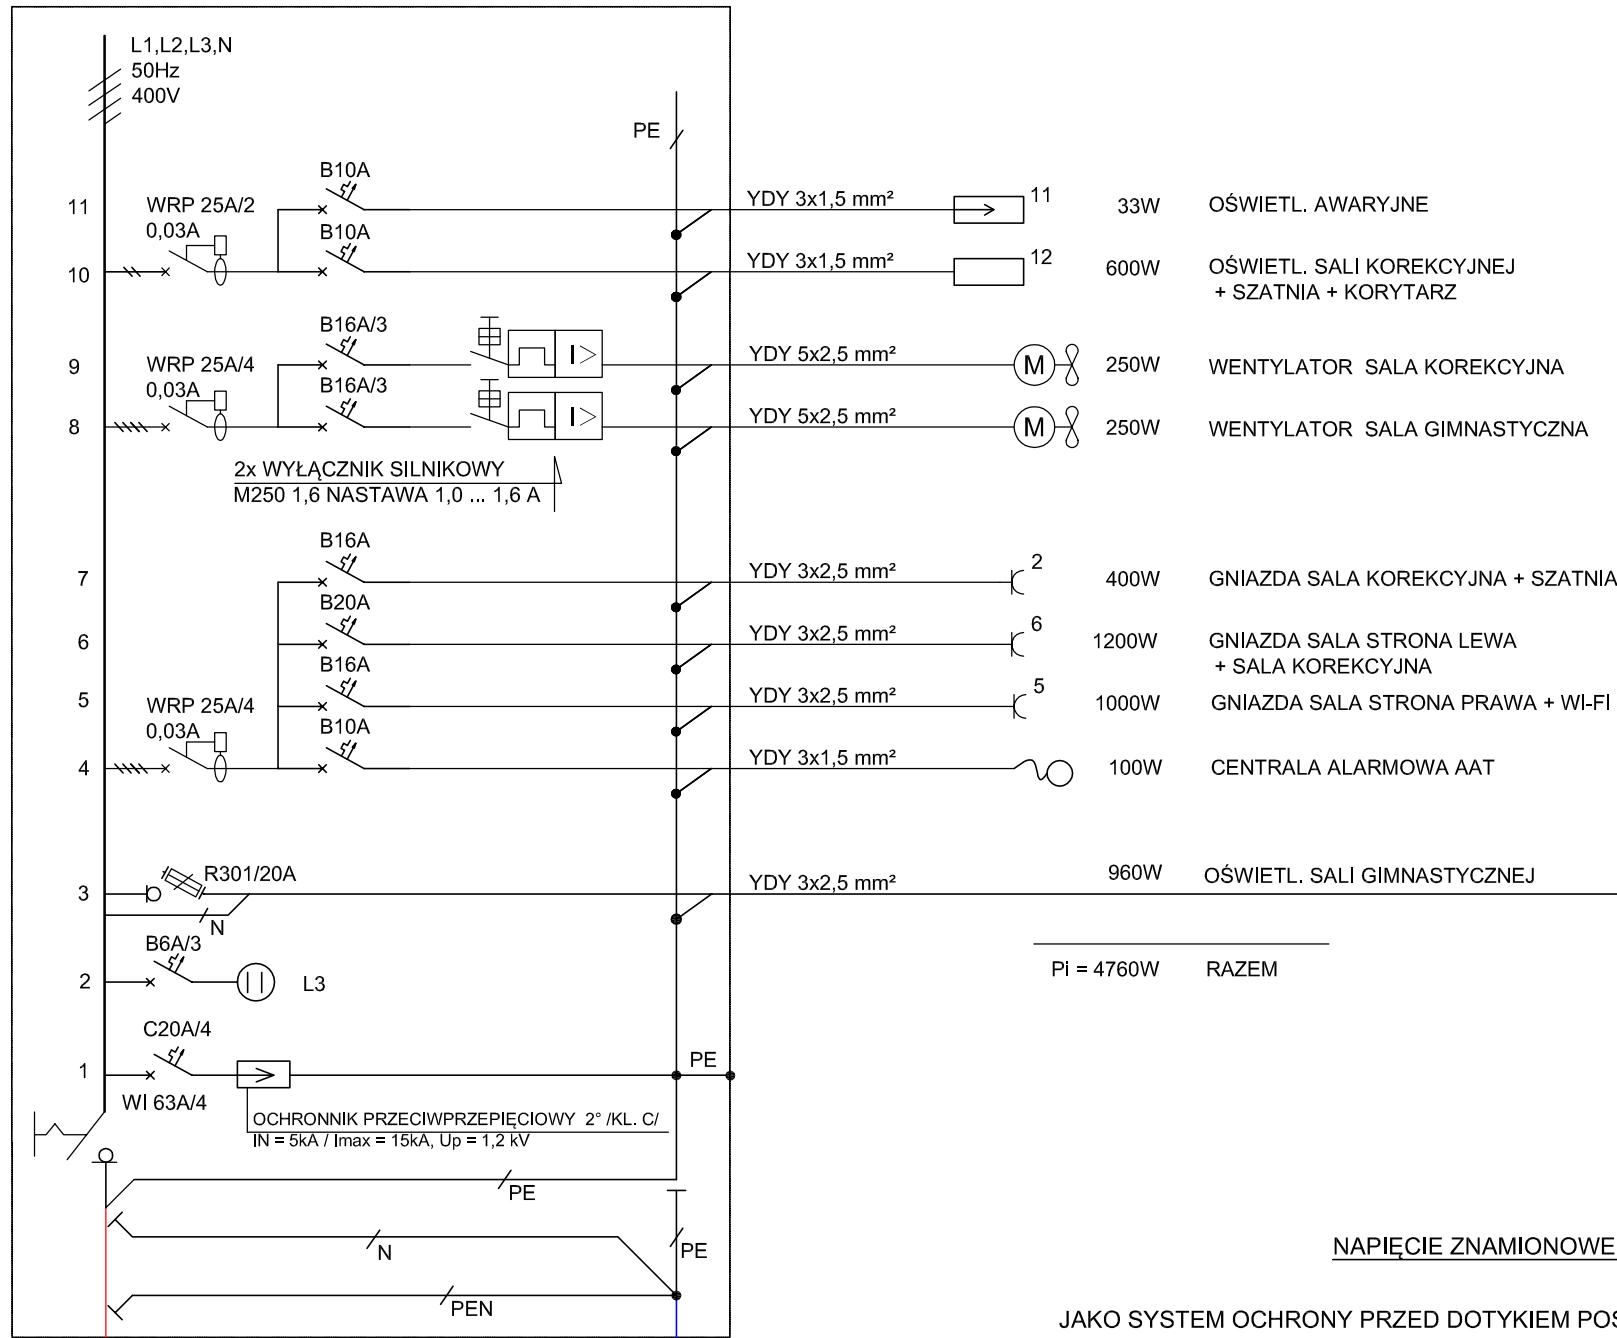 L1,L2,L3,N
50Hz
400V
PE
11
WRP 25A/2
0,03A
B10A
YDY 3x1,5 mm²
11
33W
OŚWIETL. AWARYJNE
10
B10A
YDY 3x1,5 mm²
12
600W
OŚWIETL. SALI KOREKCYJNEJ
+ SZATNIA + KORYTARZ
9
WRP 25A/4
0,03A
B16A/3
I>
YDY 5x2,5 mm²
M
250W
WENTYLATOR SALA KOREKCYJNA
8
B16A/3
I>
YDY 5x2,5 mm²
M
250W
WENTYLATOR SALA GIMNASTYCZNA
2x WYŁĄCZNIK SILNIKOWY
M250 1,6 NASTAWA 1,0 ... 1,6 A
7
B16A
YDY 3x2,5 mm²
2
400W
GNIAZDA SALA KOREKCYJNA + SZATNIA
6
B20A
YDY 3x2,5 mm²
6
1200W
GNIAZDA SALA STRONA LEWA
+ SALA KOREKCYJNA
5
WRP 25A/4
0,03A
B16A
YDY 3x2,5 mm²
5
1000W
GNIAZDA SALA STRONA PRAWA + WI-FI
4
B10A
YDY 3x1,5 mm²
100W
CENTRALA ALARMOWA AAT
3
R301/20A
N
YDY 3x2,5 mm²
960W
OŚWIETL. SALI GIMNASTYCZNEJ
2
B6A/3
L3
Pi = 4760W
RAZEM
1
C20A/4
PE
WI 63A/4
OCHRONNIK PRZECIWPRZEPIĘCIOWY 2° /KL. C/
IN = 5kA / Imax = 15kA, Up = 1,2 kV
PE
N
PE
PEN
NAPIĘCIE ZNAMIONOWE
JAKO SYSTEM OCHRONY PRZED DOTYKIEM